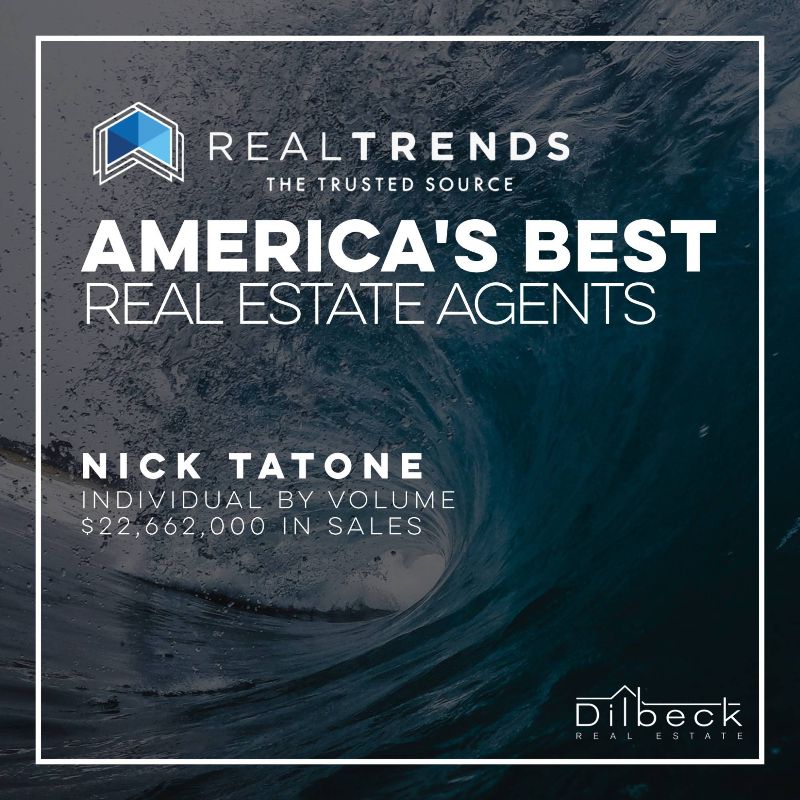 REALTRENDS
THE TRUSTED SOURCE
AMERICA'S BEST
REAL ESTATE AGENTS
NICK TATONE
INDIVIDUAL BY VOLUME
$22,662,000 IN SALES
Dilbeck
REAL ESTATE